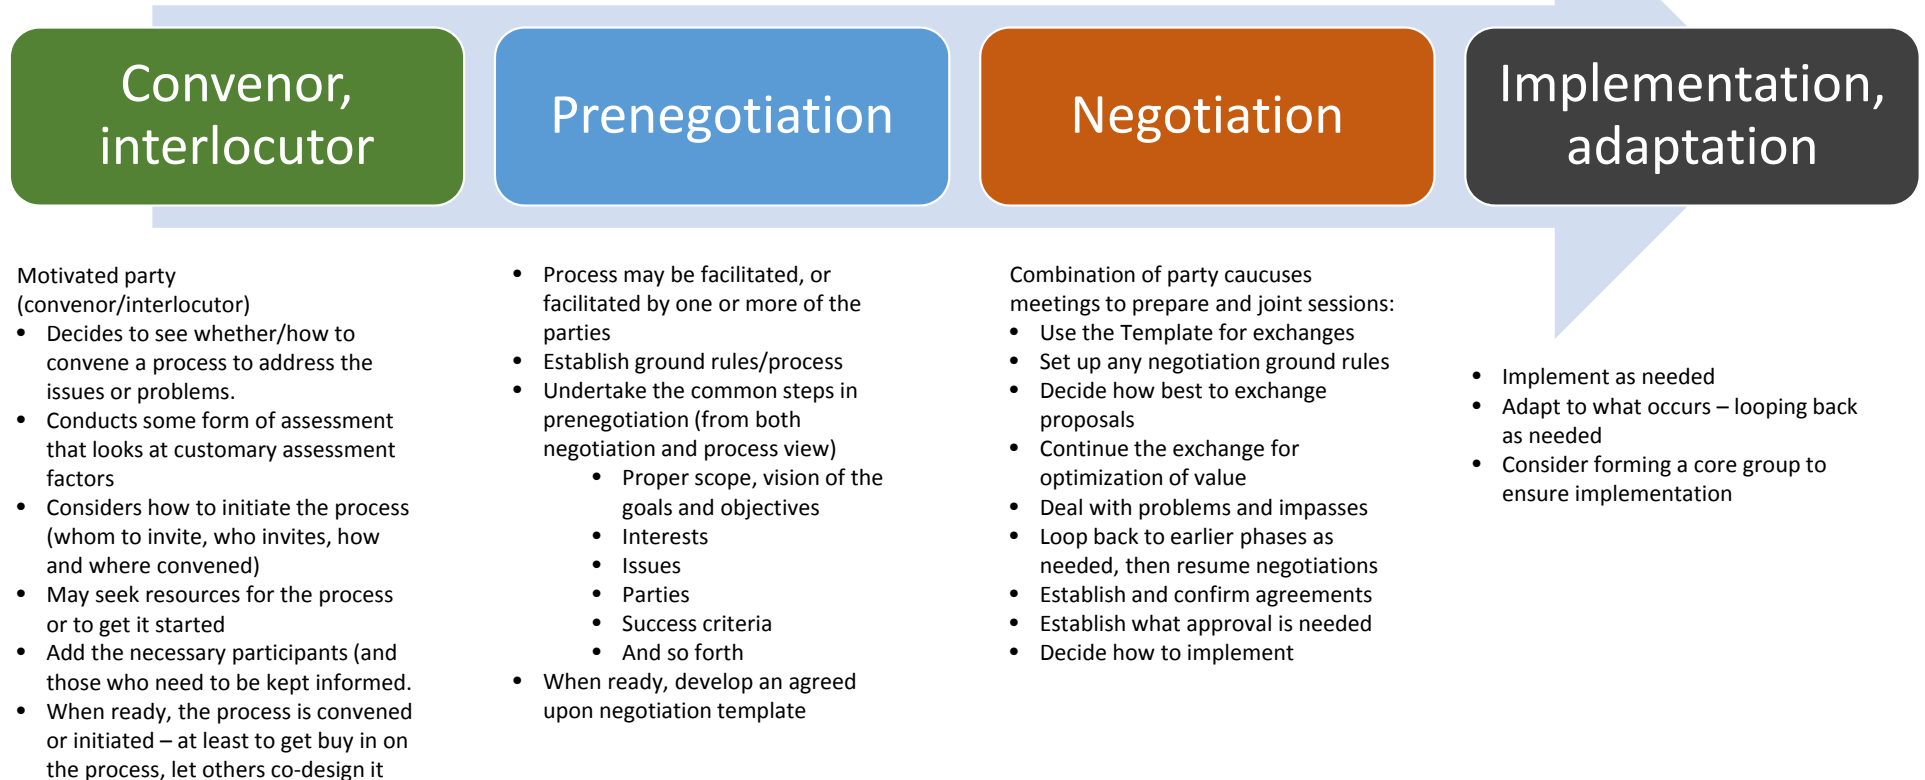 Convenor,
interlocutor
Prenegotiation
Negotiation
Implementation,
adaptation
Motivated party
(convenor/interlocutor)
• Decides to see whether/how to
convene a process to address the
issues or problems.
• Conducts some form of assessment
that looks at customary assessment
factors
• Considers how to initiate the process
(whom to invite, who invites, how
and where convened)
• May seek resources for the process
or to get it started
• Add the necessary participants (and
those who need to be kept informed.
• When ready, the process is convened
or initiated – at least to get buy in on
the process, let others co-design it
• Process may be facilitated, or
facilitated by one or more of the
parties
• Establish ground rules/process
• Undertake the common steps in
prenegotiation (from both
negotiation and process view)
• Proper scope, vision of the
goals and objectives
• Interests
• Issues
• Parties
• Success criteria
• And so forth
• When ready, develop an agreed
upon negotiation template
Combination of party caucuses
meetings to prepare and joint sessions:
• Use the Template for exchanges
• Set up any negotiation ground rules
• Decide how best to exchange
proposals
• Continue the exchange for
optimization of value
• Deal with problems and impasses
• Loop back to earlier phases as
needed, then resume negotiations
• Establish and confirm agreements
• Establish what approval is needed
• Decide how to implement
• Implement as needed
• Adapt to what occurs – looping back
as needed
• Consider forming a core group to
ensure implementation